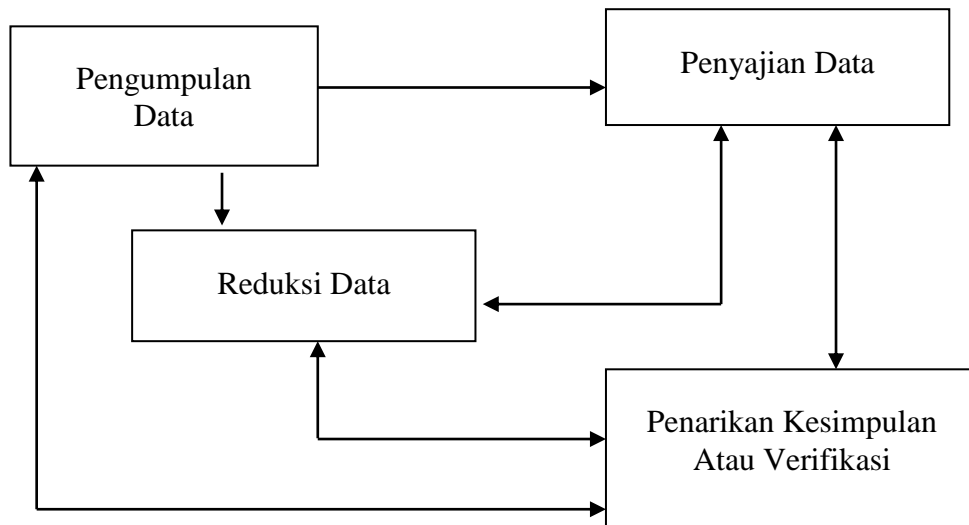 Pengumpulan
Data
Penyajian Data
Reduksi Data
Penarikan Kesimpulan
Atau Verifikasi